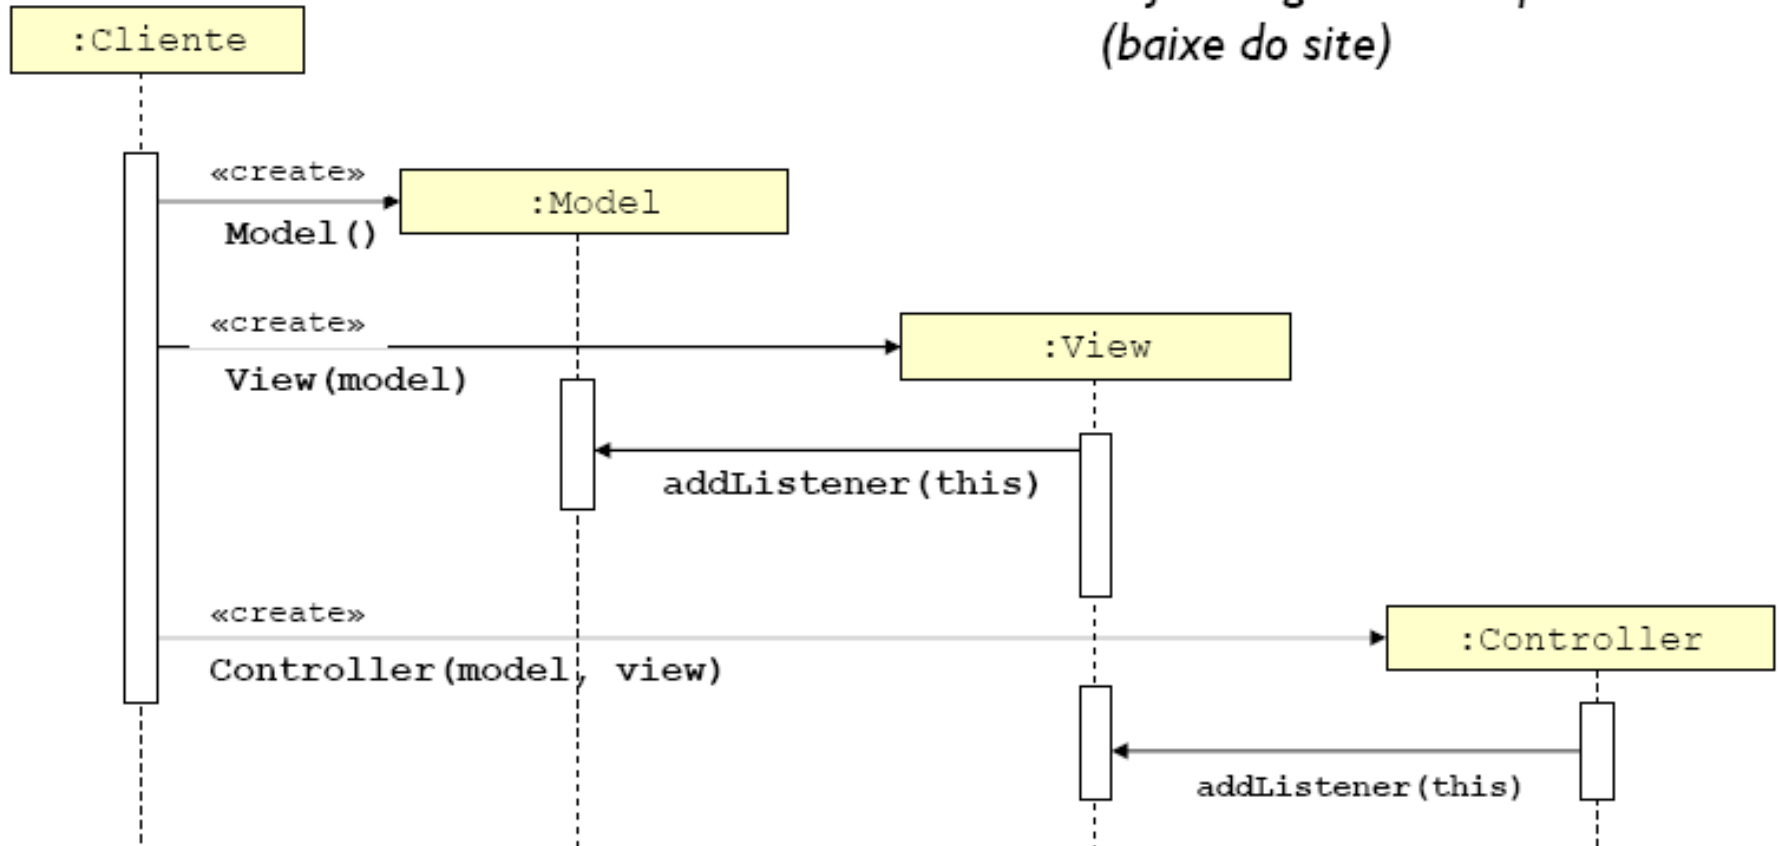 :Cliente
(baixe do site)
«create»
:Model
Model()
«create»
:View
View(model)
addListener(this)
«create»
:Controller
Controller(model, view)
addListener(this)